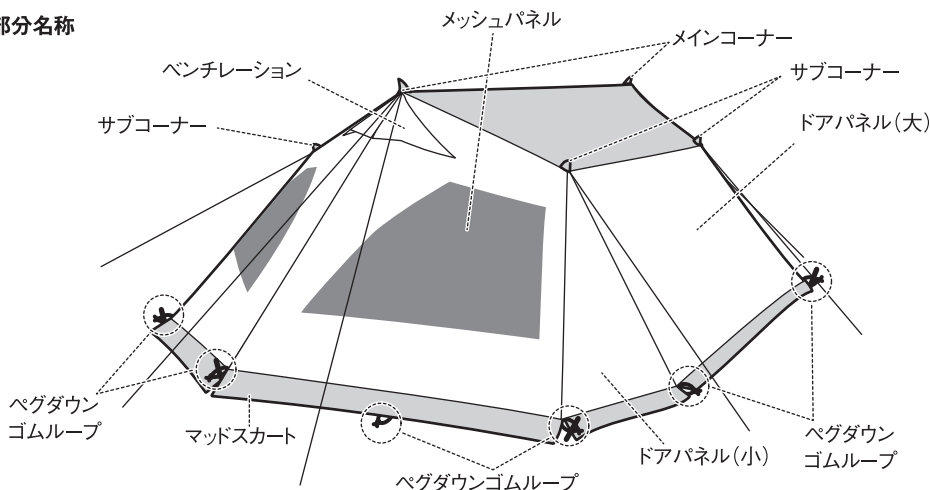 部分名称
メッシュパネル
メインコーナー
ベンチレーション
サブコーナー
サブコーナー
ドアパネル（大）
ペグダウン
ゴムループ
マッドスカート
ペグダウンゴムループ
ドアパネル（小）
ペグダウン
ゴムループ